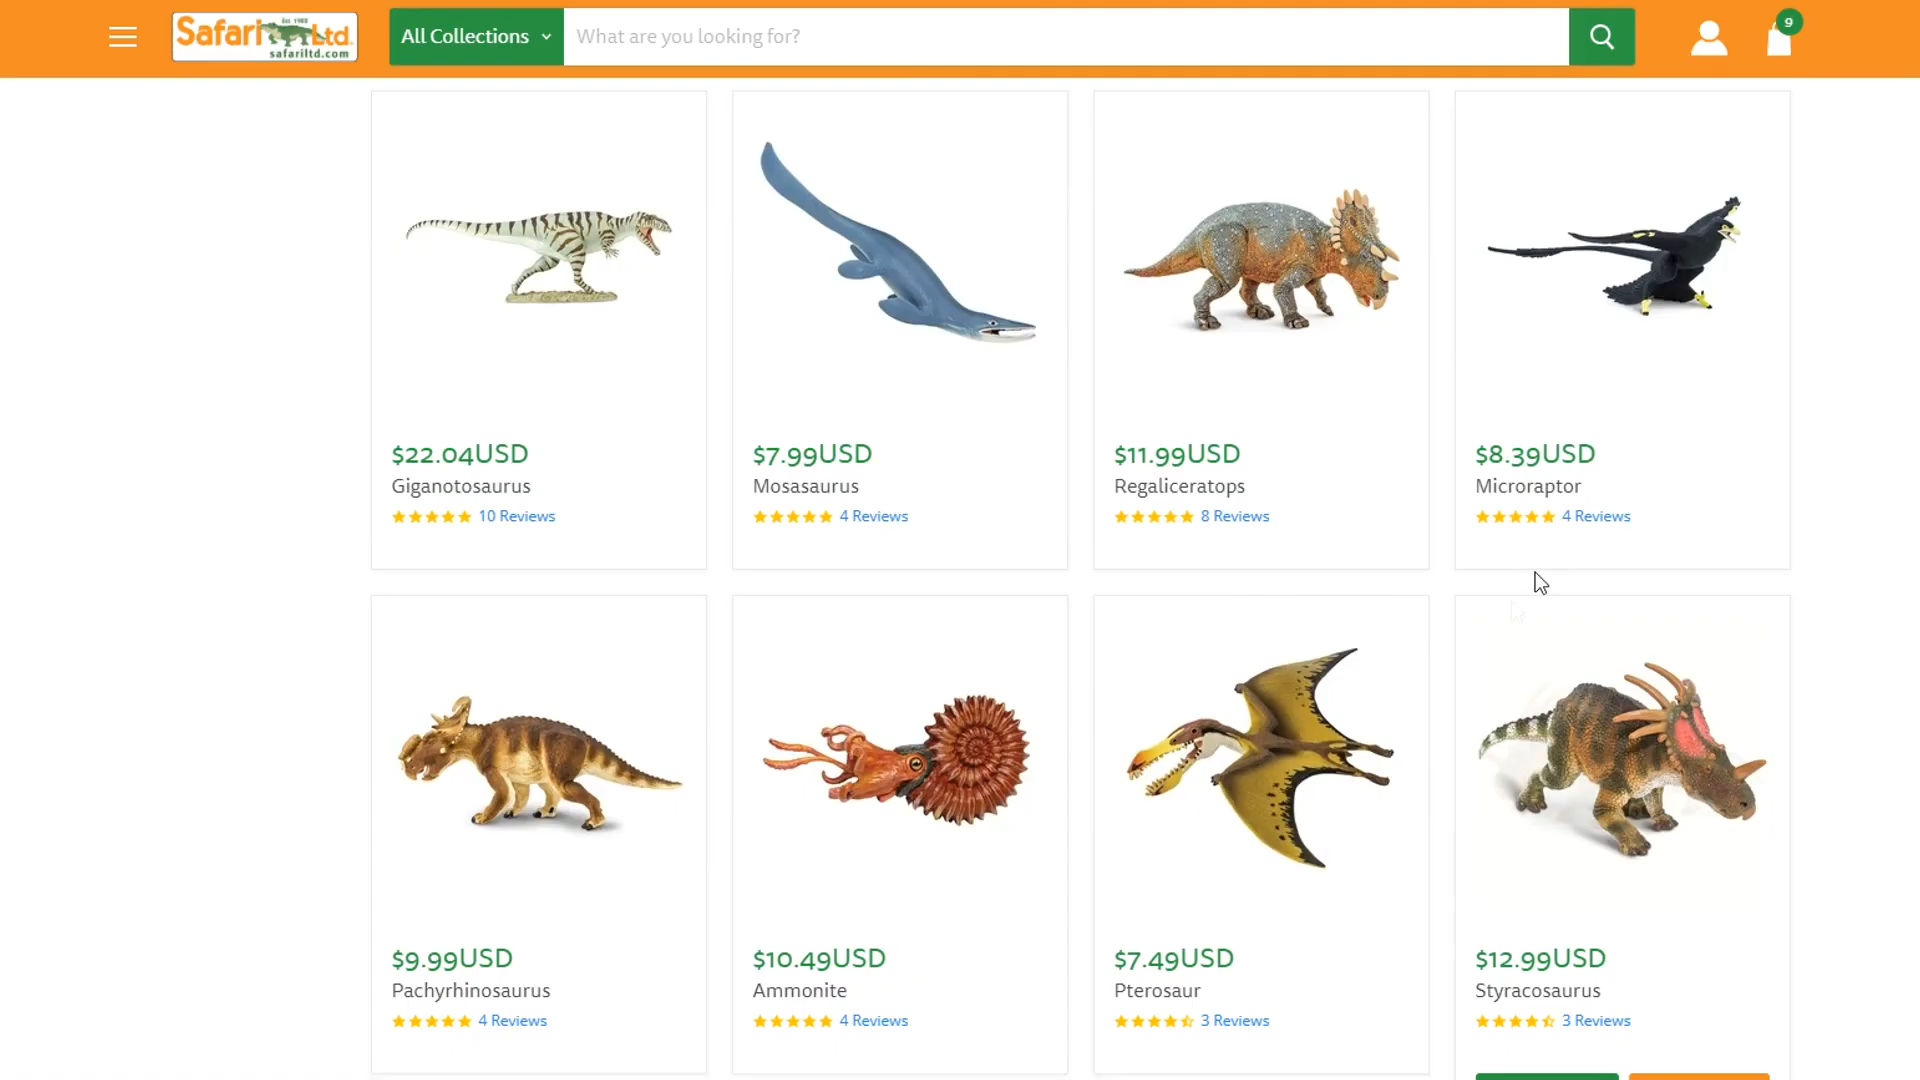 Est. 1982
Safari Ltd.
safariltd.com
All Collections
What are you looking for?
9
$22.04USD
Giganotosaurus
10 Reviews
$7.99USD
Mosasaurus
4 Reviews
$11.99USD
Regaliceratops
8 Reviews
$8.39USD
Microraptor
4 Reviews
$9.99USD
Pachyrhinosaurus
4 Reviews
$10.49USD
Ammonite
4 Reviews
$7.49USD
Pterosaur
3 Reviews
$12.99USD
Styracosaurus
3 Reviews